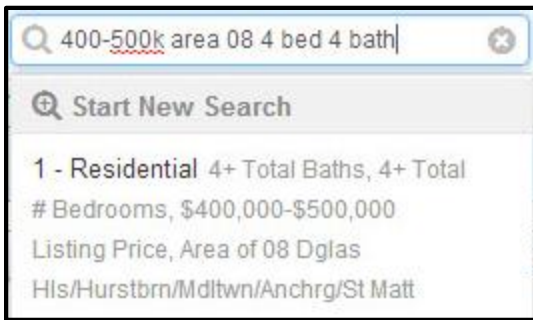 400-500k area 08 4 bed 4 bath
Start New Search
1 - Residential 4+ Total Baths, 4+ Total
# Bedrooms, $400,000-$500,000
Listing Price, Area of 08 Dglas
Hls/Hurstbrn/Mdltwn/Anchrg/St Matt